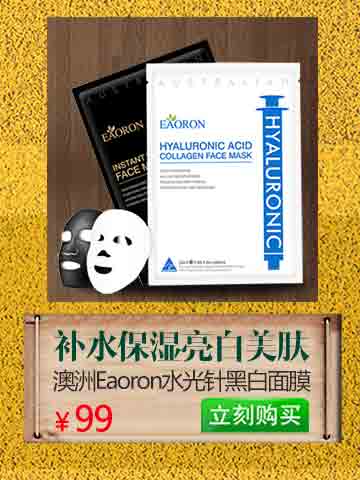 AUSTRALIAN
EAORON
HYALURONIC ACID
COLLAGEN FACE MASK
HYALURONIC
INSTANT
FACE M
补水保湿亮白美肤
澳洲Eaoron水光针黑白面膜
¥99
立刻购买